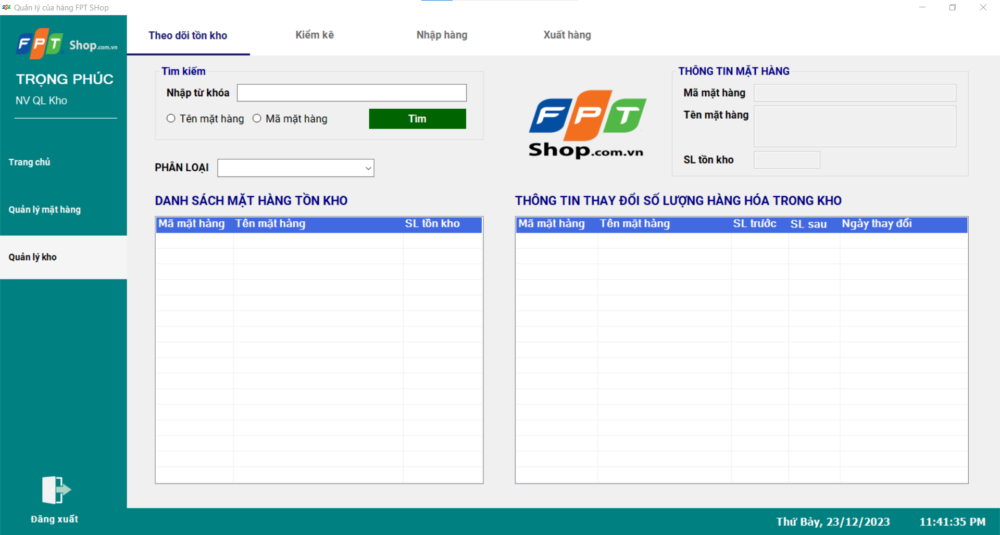 Quản lý của hàng FPT SHop
FPT Shop.com.vn
TRỌNG PHÚC
NV QL Kho
Trang chủ
Quản lý mặt hàng
Quản lý kho
Đăng xuất
Theo dõi tồn kho
Kiểm kê
Nhập hàng
Xuất hàng
Tìm kiếm
Nhập từ khóa
Tên mặt hàng
Mã mặt hàng
Tìm
PHÂN LOẠI
FPT
Shop.com.vn
THÔNG TIN MẶT HÀNG
Mã mặt hàng
Tên mặt hàng
SL tồn kho
DANH SÁCH MẶT HÀNG TỒN KHO
Mã mặt hàng Tên mặt hàng SL tồn kho
THÔNG TIN THAY ĐỔI SỐ LƯỢNG HÀNG HÓA TRONG KHO
Mã mặt hàng Tên mặt hàng SL trước SL sau Ngày thay đổi
Thứ Bảy, 23/12/2023 11:41:35 PM